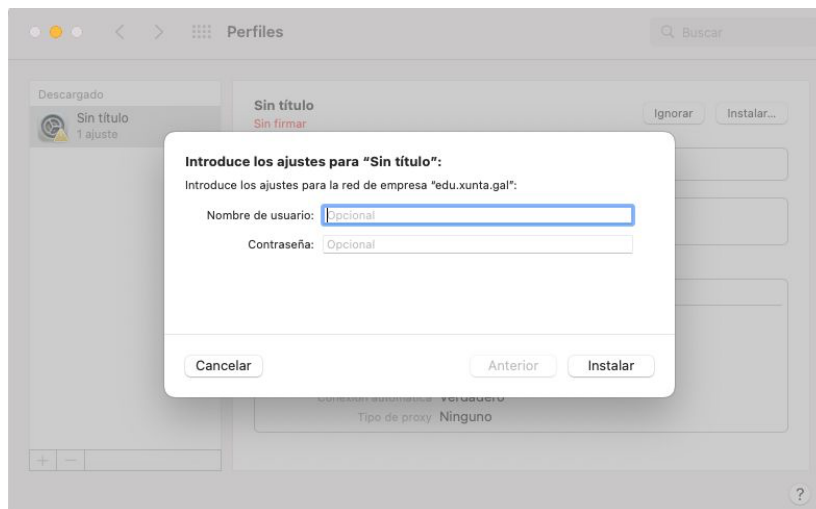 Perfiles
Buscar
Descargado
Sin título
1 ajuste
Sin título
Sin firmar
Ignorar
Instalar...
Introduce los ajustes para “Sin título”:
Introduce los ajustes para la red de empresa “edu.xunta.gal”:
Nombre de usuario: Opcional
Contraseña: Opcional
Cancelar
Anterior
Instalar
Conexión automática Verdadero
Tipo de proxy Ninguno
+ −
?